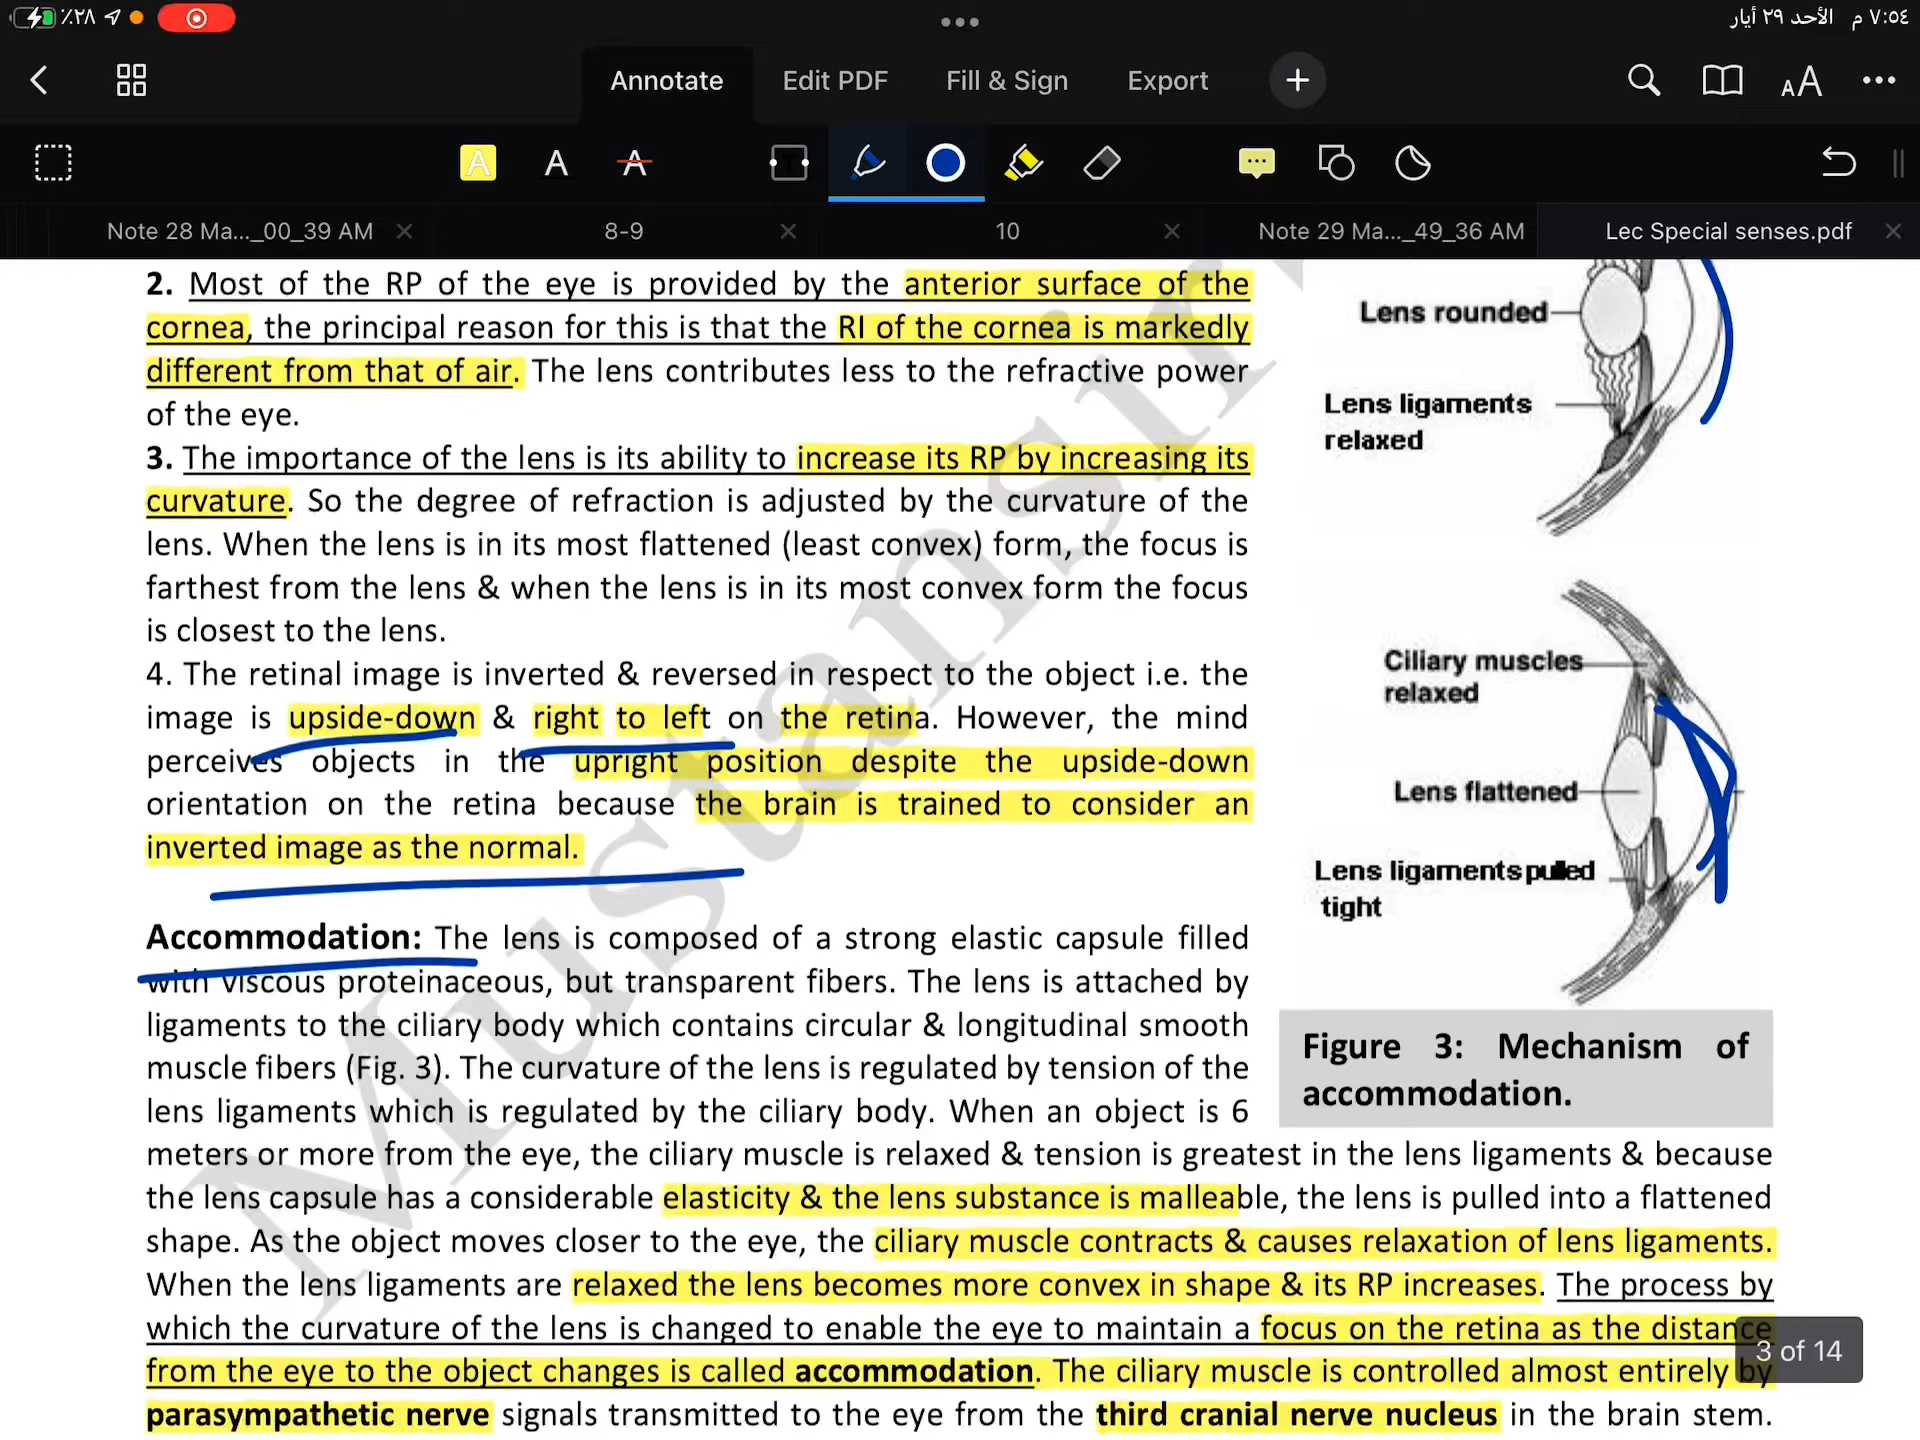 ٪٢٨
٧:٥٤ م الأحد ٢٩ أيار
Annotate Edit PDF Fill & Sign Export
Note 28 Ma..._00_39 AM 8-9 10 Note 29 Ma..._49_36 AM Lec Special senses.pdf
2. Most of the RP of the eye is provided by the anterior surface of the
cornea, the principal reason for this is that the RI of the cornea is markedly
different from that of air. The lens contributes less to the refractive power
of the eye.
3. The importance of the lens is its ability to increase its RP by increasing its
curvature. So the degree of refraction is adjusted by the curvature of the
lens. When the lens is in its most flattened (least convex) form, the focus is
farthest from the lens & when the lens is in its most convex form the focus
is closest to the lens.
4. The retinal image is inverted & reversed in respect to the object i.e. the
image is upside-down & right to left on the retina. However, the mind
perceives objects in the upright position despite the upside-down
orientation on the retina because the brain is trained to consider an
inverted image as the normal.
Lens rounded
Lens ligaments
relaxed
Ciliary muscles
relaxed
Lens flattened
Lens ligaments pulled
tight
Figure 3: Mechanism of
accommodation.
Accommodation: The lens is composed of a strong elastic capsule filled
with viscous proteinaceous, but transparent fibers. The lens is attached by
ligaments to the ciliary body which contains circular & longitudinal smooth
muscle fibers (Fig. 3). The curvature of the lens is regulated by tension of the
lens ligaments which is regulated by the ciliary body. When an object is 6
meters or more from the eye, the ciliary muscle is relaxed & tension is greatest in the lens ligaments & because
the lens capsule has a considerable elasticity & the lens substance is malleable, the lens is pulled into a flattened
shape. As the object moves closer to the eye, the ciliary muscle contracts & causes relaxation of lens ligaments.
When the lens ligaments are relaxed the lens becomes more convex in shape & its RP increases. The process by
which the curvature of the lens is changed to enable the eye to maintain a focus on the retina as the distance
from the eye to the object changes is called accommodation. The ciliary muscle is controlled almost entirely by
parasympathetic nerve signals transmitted to the eye from the third cranial nerve nucleus in the brain stem.
3 of 14
Mustansir